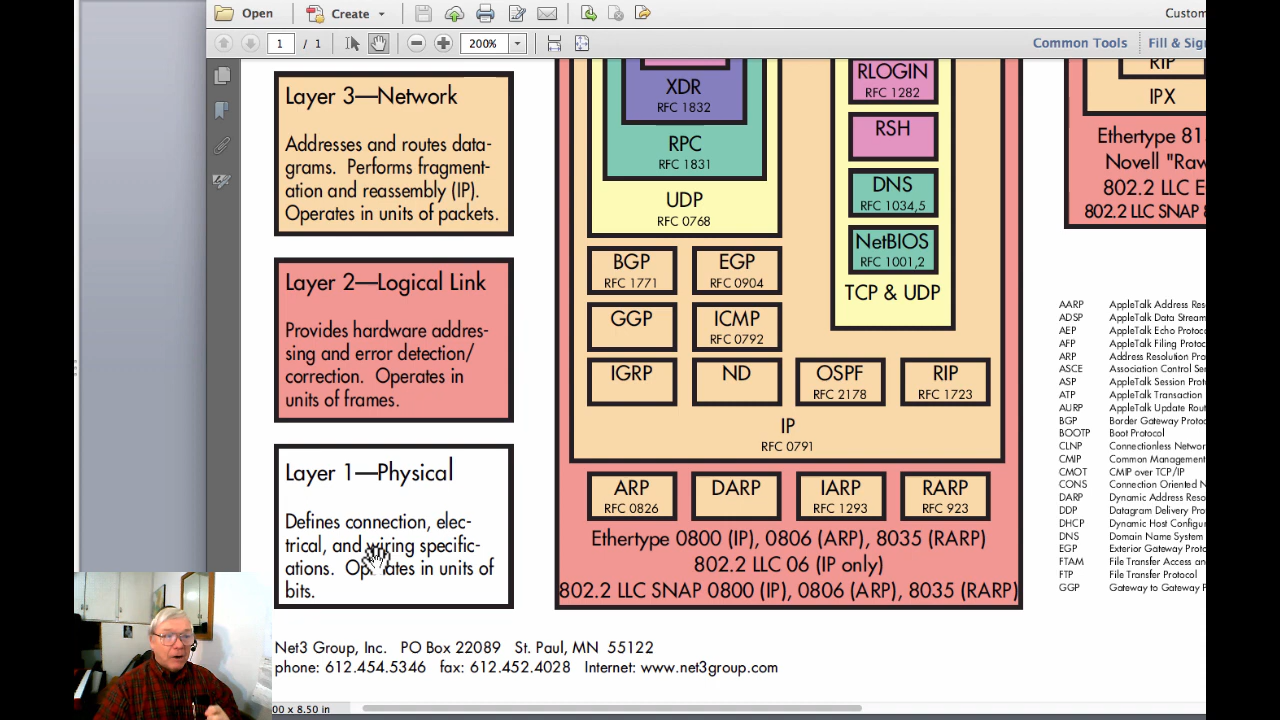 Open
Create
Custom
1
/ 1
200%
Common Tools
Fill & Sig
Layer 3—Network
Addresses and routes data-
grams. Performs fragment-
ation and reassembly (IP).
Operates in units of packets.
Layer 2—Logical Link
Provides hardware addres-
sing and error detection/
correction. Operates in
units of frames.
Layer 1—Physical
Defines connection, elec-
trical, and wiring specific-
ations. Operates in units of
bits.
XDR
RFC 1832
RPC
RFC 1831
UDP
RFC 0768
RLOGIN
RFC 1282
RSH
DNS
RFC 1034,5
NetBIOS
RFC 1001,2
TCP & UDP
BGP
RFC 1771
EGP
RFC 0904
GGP
ICMP
RFC 0792
IGRP
ND
OSPF
RFC 2178
RIP
RFC 1723
IP
RFC 0791
ARP
RFC 0826
DARP
IARP
RFC 1293
RARP
RFC 923
Ethertype 0800 (IP), 0806 (ARP), 8035 (RARP)
802.2 LLC 06 (IP only)
802.2 LLC SNAP 0800 (IP), 0806 (ARP), 8035 (RARP)
RIP
IPX
Ethertype 81
Novell "Raw
802.2 LLC E
802.2 LLC SNAP 8
AARP AppleTalk Address Res
ADSP AppleTalk Data Stream
AEP AppleTalk Echo Protoco
AFP AppleTalk Filing Protoc
ARP Address Resolution Pro
ASCE Association Control Se
ASP AppleTalk Session Proto
ATP AppleTalk Transaction
AURP AppleTalk Update Rout
BGP Border Gateway Protoc
BOOTP Boot Protocol
CLNP Connectionless Networ
CMIP Common Management
CMOT CMIP over TCP/IP
CONS Connection Oriented N
DARP Dynamic Address Reso
DDP Datagram Delivery Pro
DHCP Dynamic Host Configur
DNS Domain Name System
EGP Exterior Gateway Proto
FTAM File Transfer Access an
FTP File Transfer Protocol
GGP Gateway to Gateway P
Net3 Group, Inc. PO Box 22089 St. Paul, MN 55122
phone: 612.454.5346 fax: 612.452.4028 Internet: www.net3group.com
00 x 8.50 in